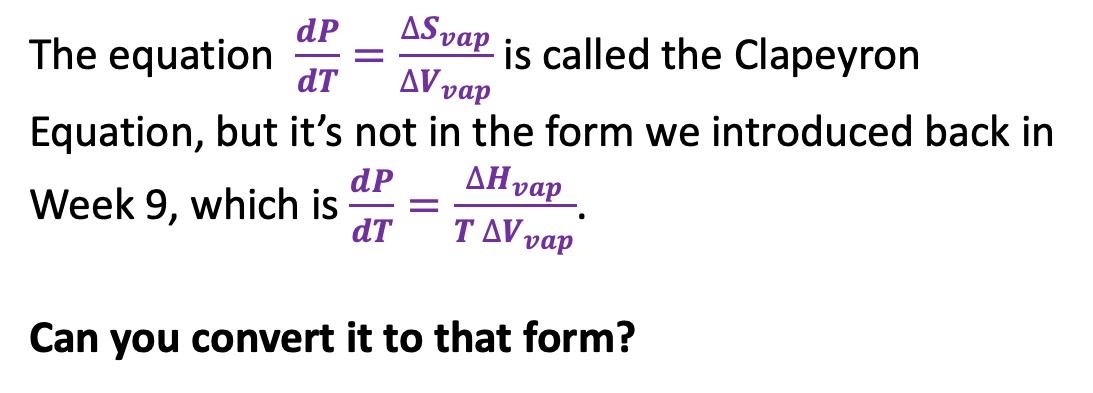 The equation dP/dT = ΔS_vap/ΔV_vap is called the Clapeyron
Equation, but it’s not in the form we introduced back in
Week 9, which is dP/dT = ΔH_vap/T ΔV_vap.
Can you convert it to that form?